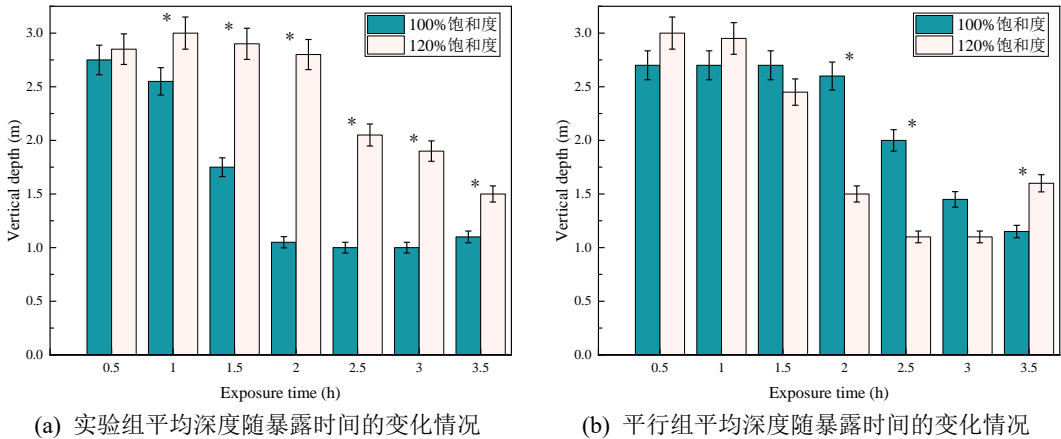 3.0
2.5
2.0
1.5
1.0
0.5
0.0
Vertical depth (m)
100%饱和度
120%饱和度
*
*
*
*
*
*
0.5 1 1.5 2 2.5 3 3.5
Exposure time (h)
(a) 实验组平均深度随暴露时间的变化情况
3.0
2.5
2.0
1.5
1.0
0.5
0.0
Vertical depth (m)
100%饱和度
120%饱和度
*
*
*
0.5 1 1.5 2 2.5 3 3.5
Exposure time (h)
(b) 平行组平均深度随暴露时间的变化情况